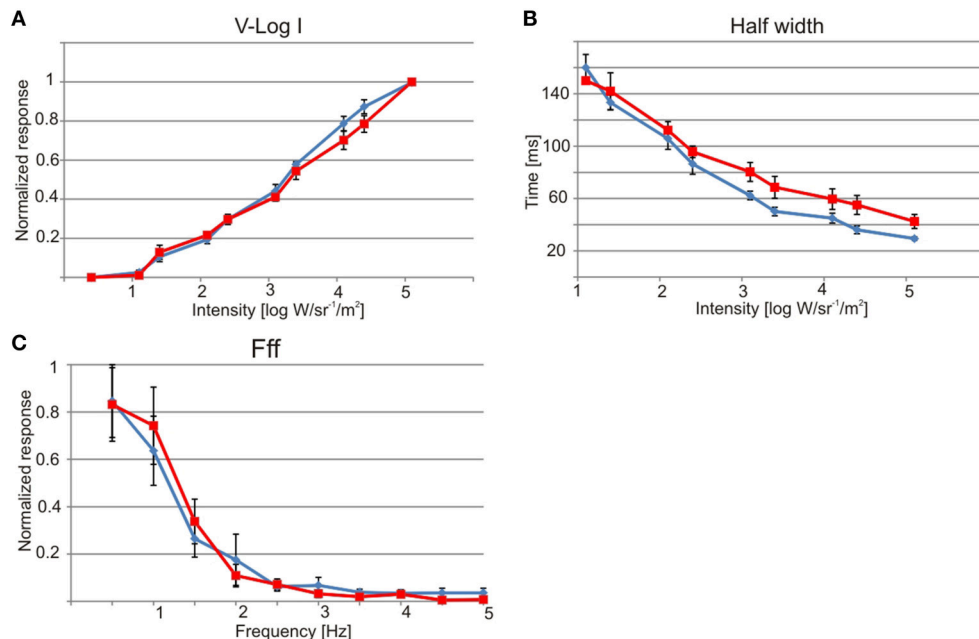 A
V-Log I
Normalized response
1
0.8
0.6
0.4
0.2
1 2 3 4 5
Intensity [log W/sr⁻¹/m²]
B
Half width
Time [ms]
140
100
60
20
1 2 3 4 5
Intensity [log W/sr⁻¹/m²]
C
Fff
Normalized response
1
0.8
0.6
0.4
0.2
1 2 3 4 5
Frequency [Hz]